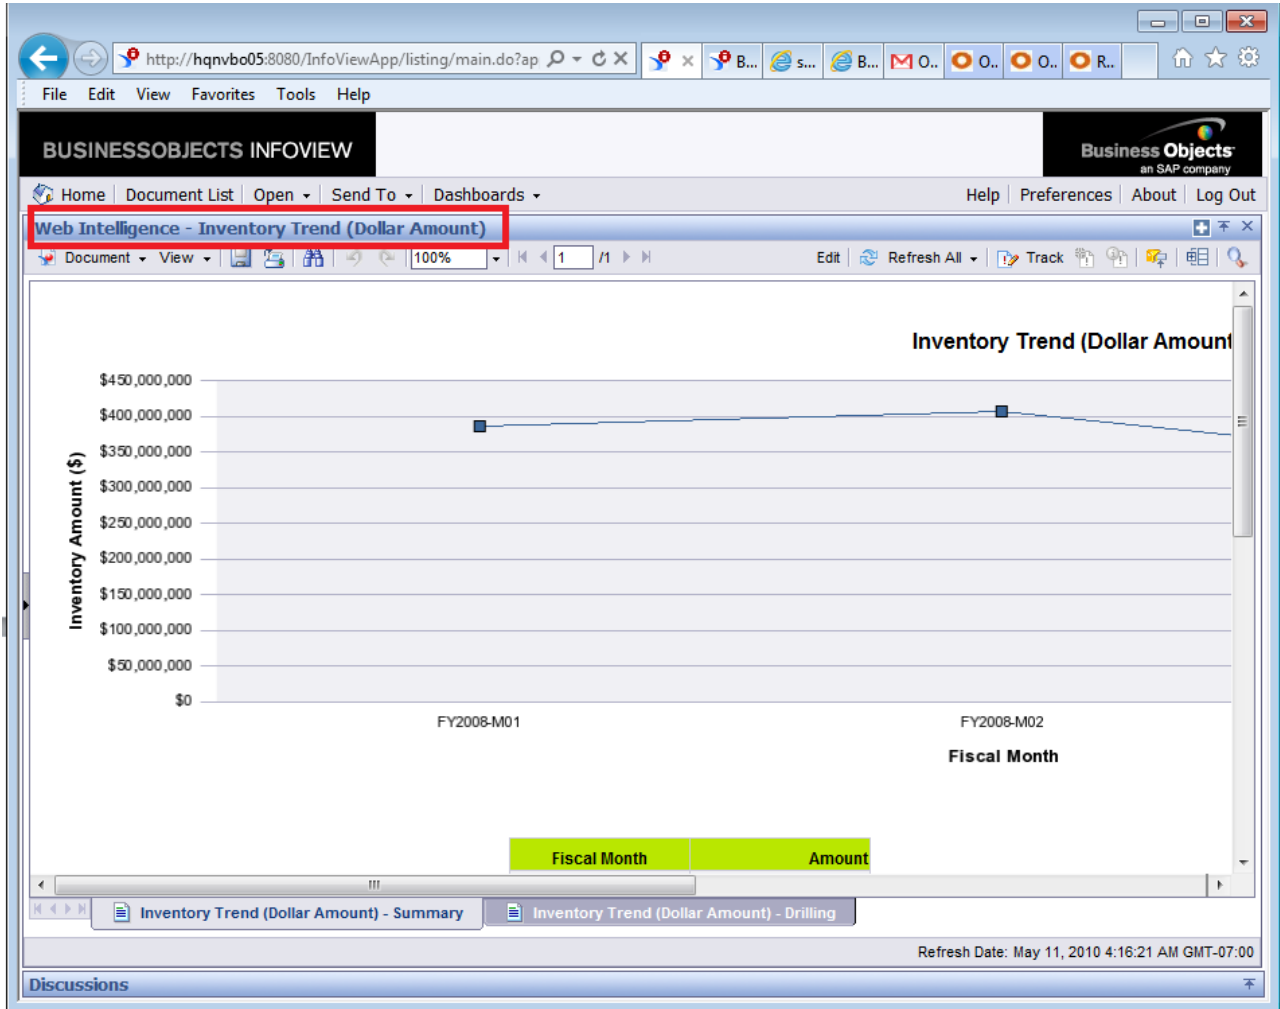 http://hqnvbo05:8080/InfoViewApp/listing/main.do?ap
B...
s...
B...
O..
O..
O..
R..
File Edit View Favorites Tools Help
BUSINESSOBJECTS INFOVIEW
Business Objects
an SAP company
Home Document List Open Send To Dashboards Help Preferences About Log Out
Web Intelligence - Inventory Trend (Dollar Amount)
Document View 100% 1 /1 Edit Refresh All Track
Inventory Trend (Dollar Amount
$450,000,000
$400,000,000
$350,000,000
$300,000,000
$250,000,000
$200,000,000
$150,000,000
$100,000,000
$50,000,000
$0
Inventory Amount ($)
FY2008-M01 FY2008-M02
Fiscal Month
Fiscal Month Amount
Inventory Trend (Dollar Amount) - Summary Inventory Trend (Dollar Amount) - Drilling
Refresh Date: May 11, 2010 4:16:21 AM GMT-07:00
Discussions